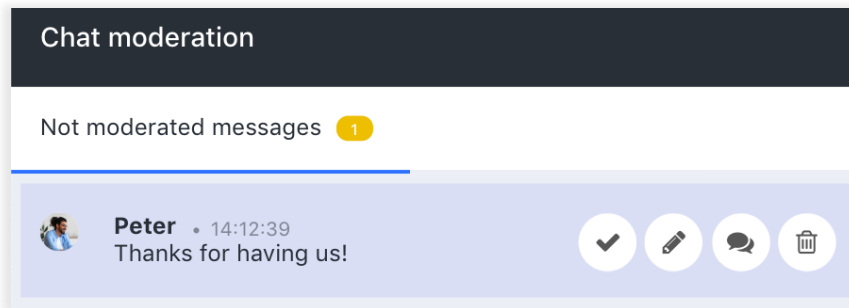 Chat moderation
Not moderated messages 1
Peter • 14:12:39
Thanks for having us!